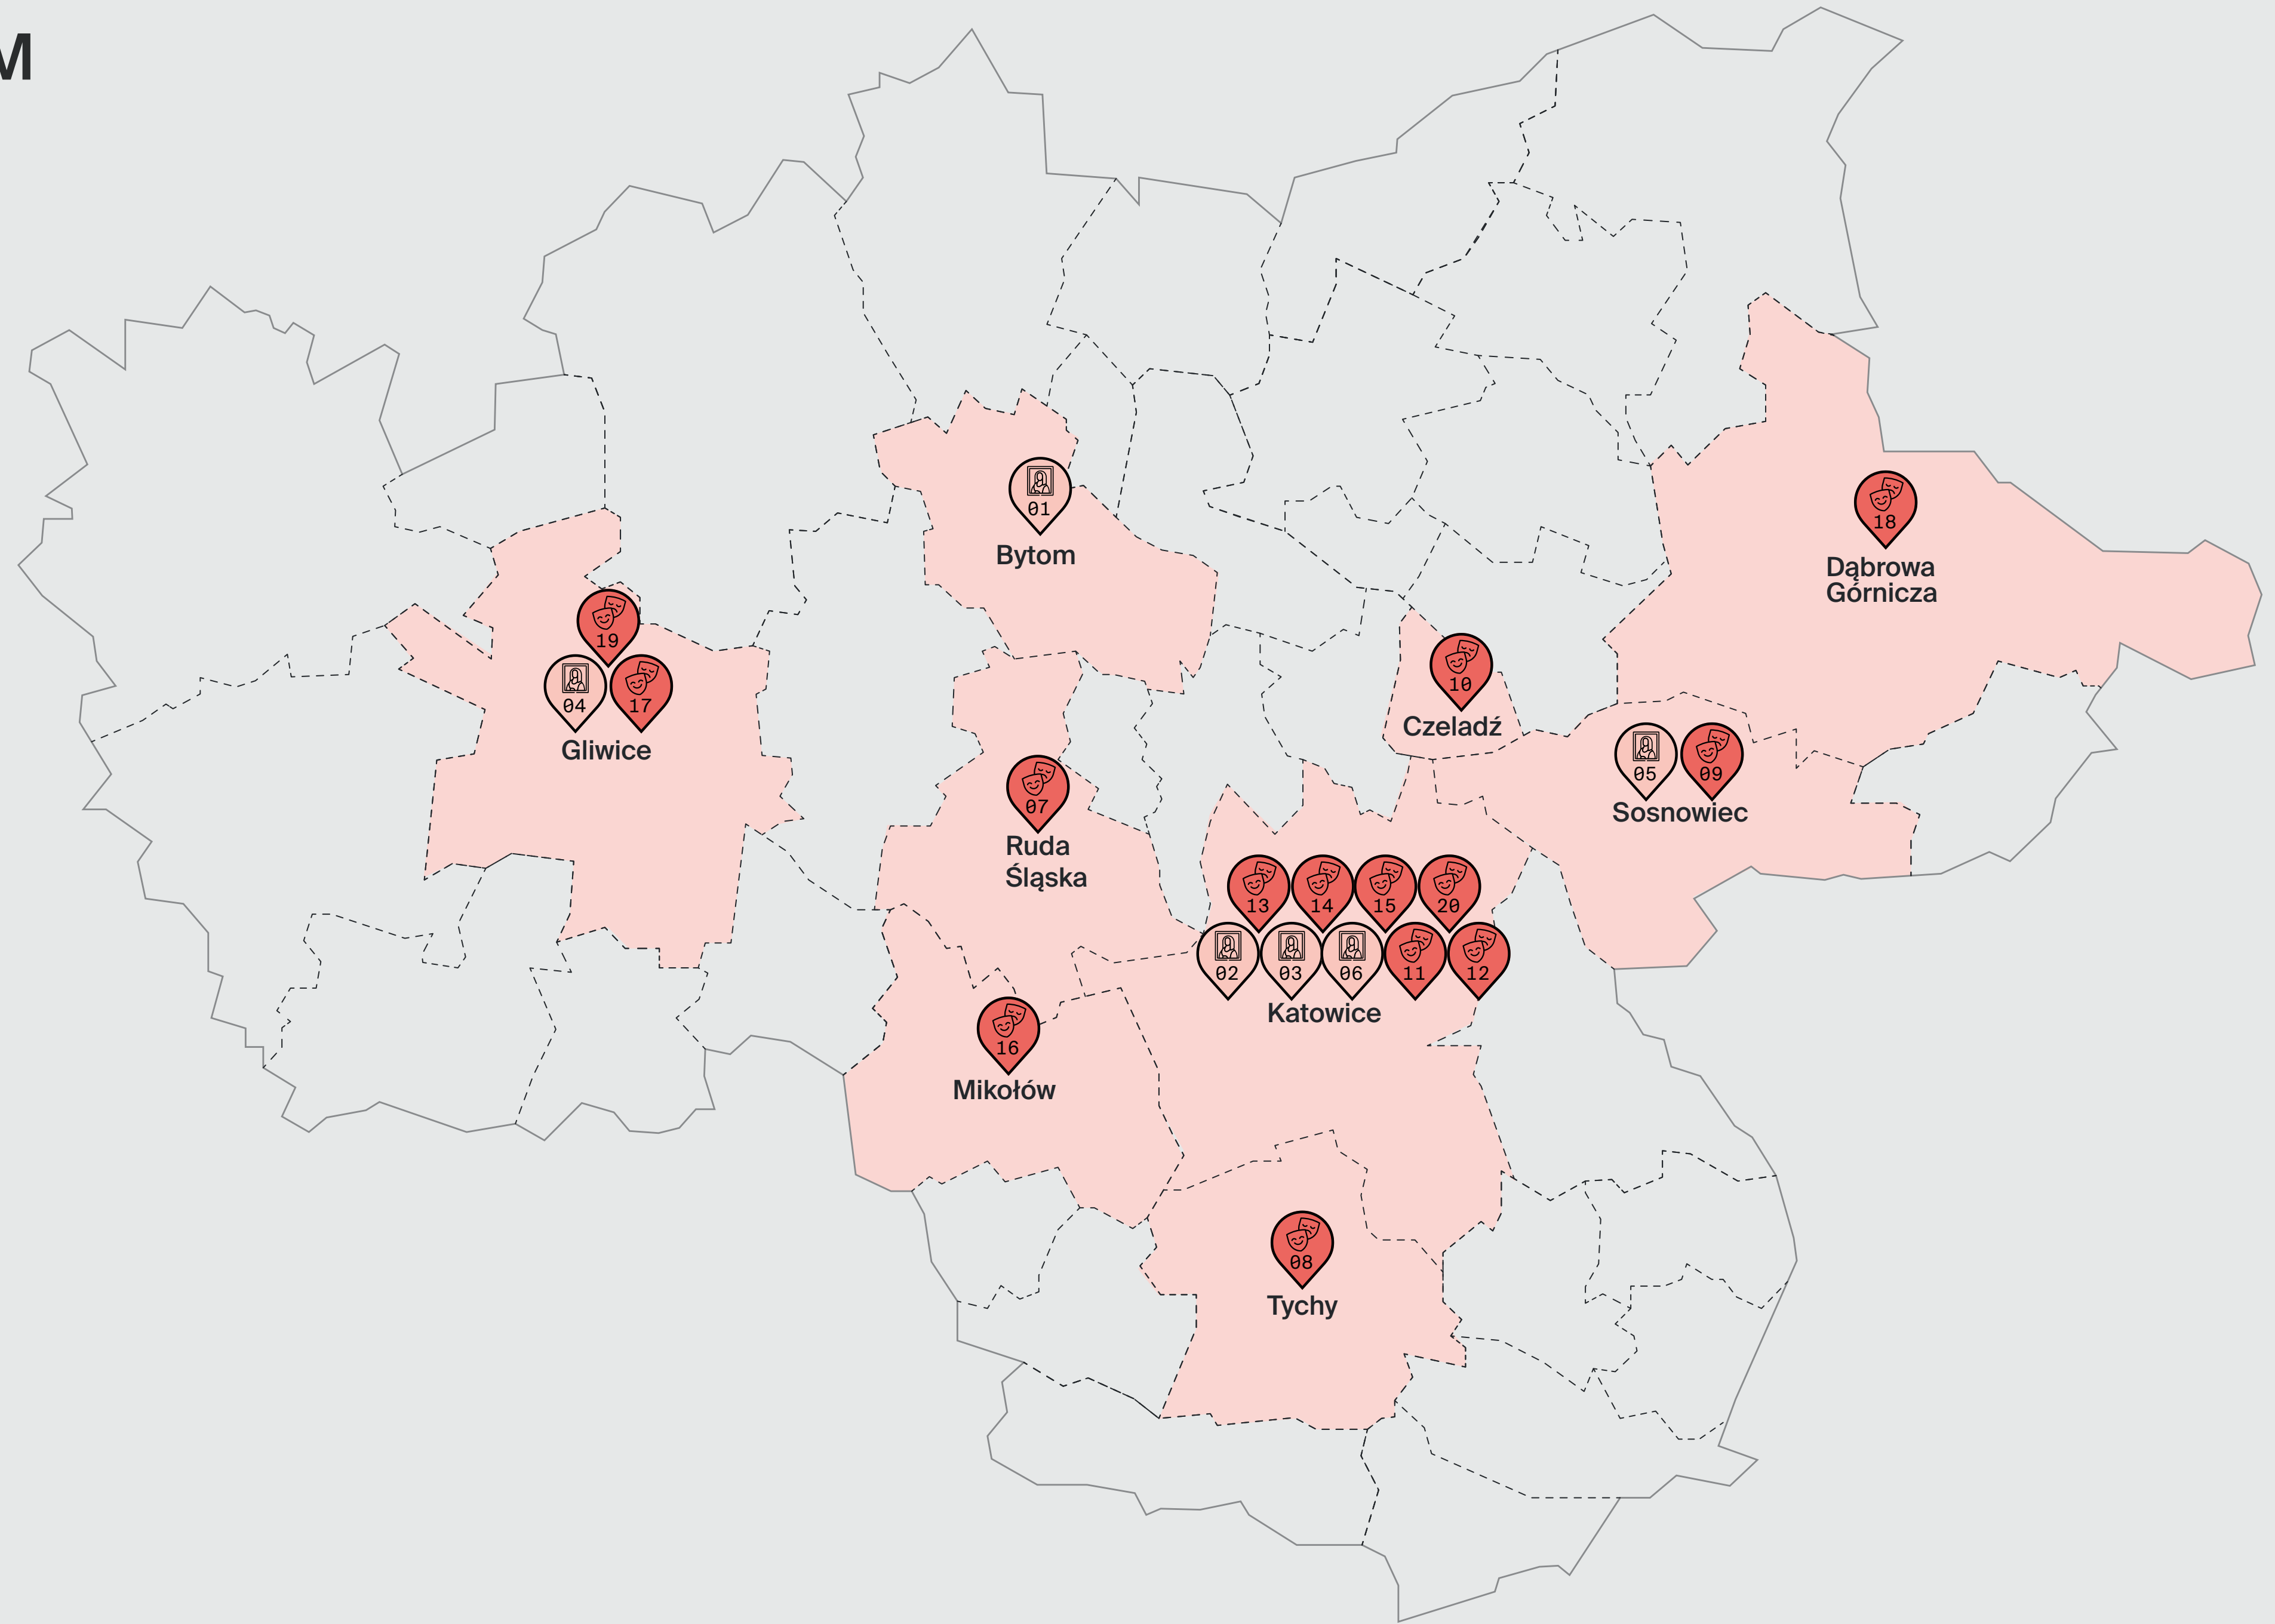 M
01
Bytom
18
Dąbrowa
Górnicza
19
04
17
Gliwice
10
Czeladź
05
09
Sosnowiec
07
Ruda
Śląska
13
14
15
20
02
03
06
11
12
Katowice
16
Mikołów
08
Tychy